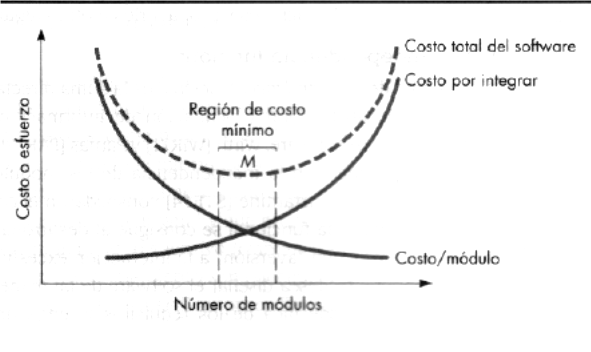 Costo total del software
Costo por integrar
Región de costo
mínimo
M
Costo o esfuerzo
Costo/módulo
Número de módulos